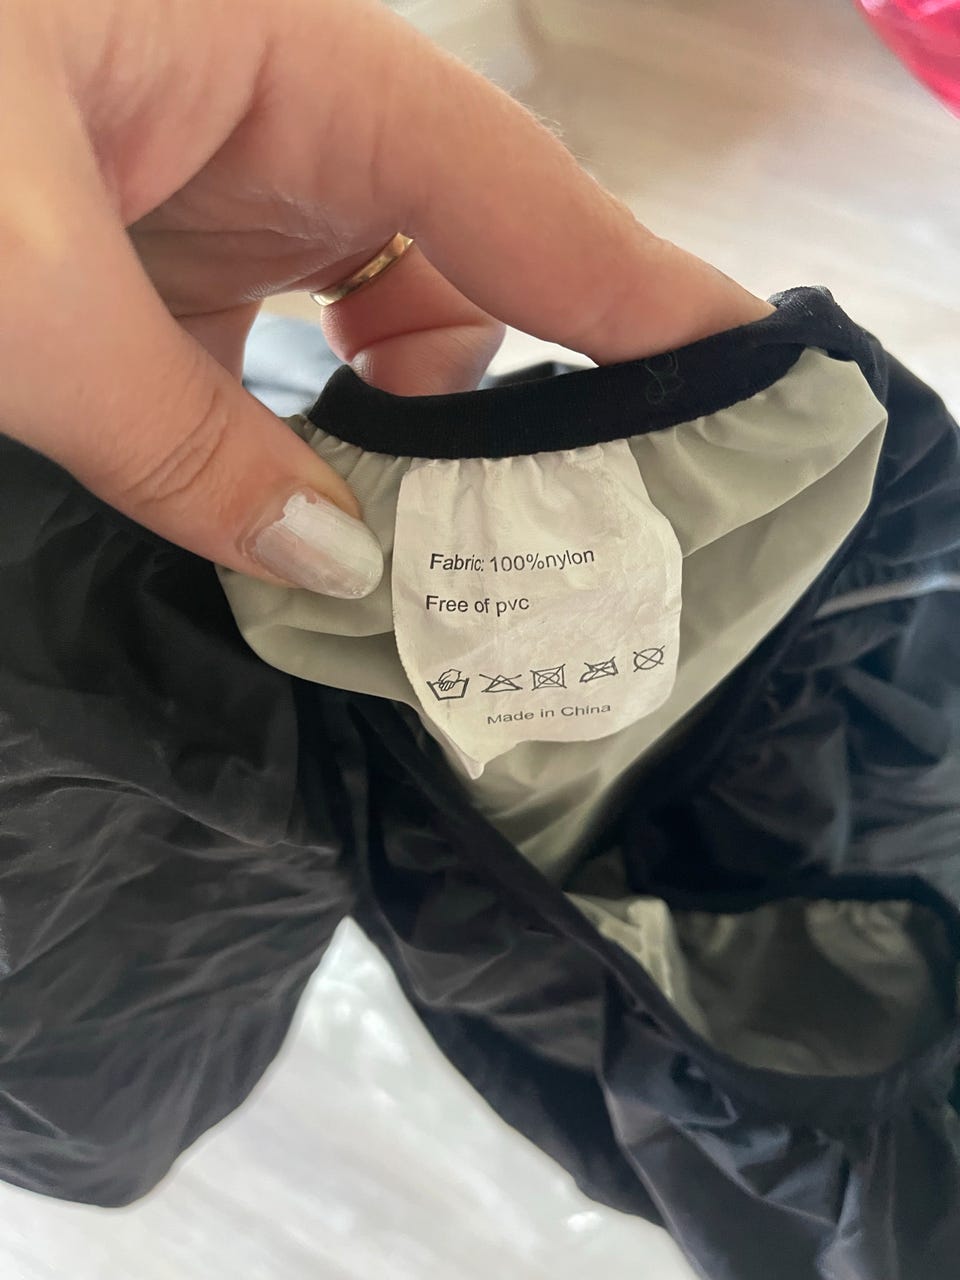 Fabric: 100%nylon
Free of pvc
Made in China